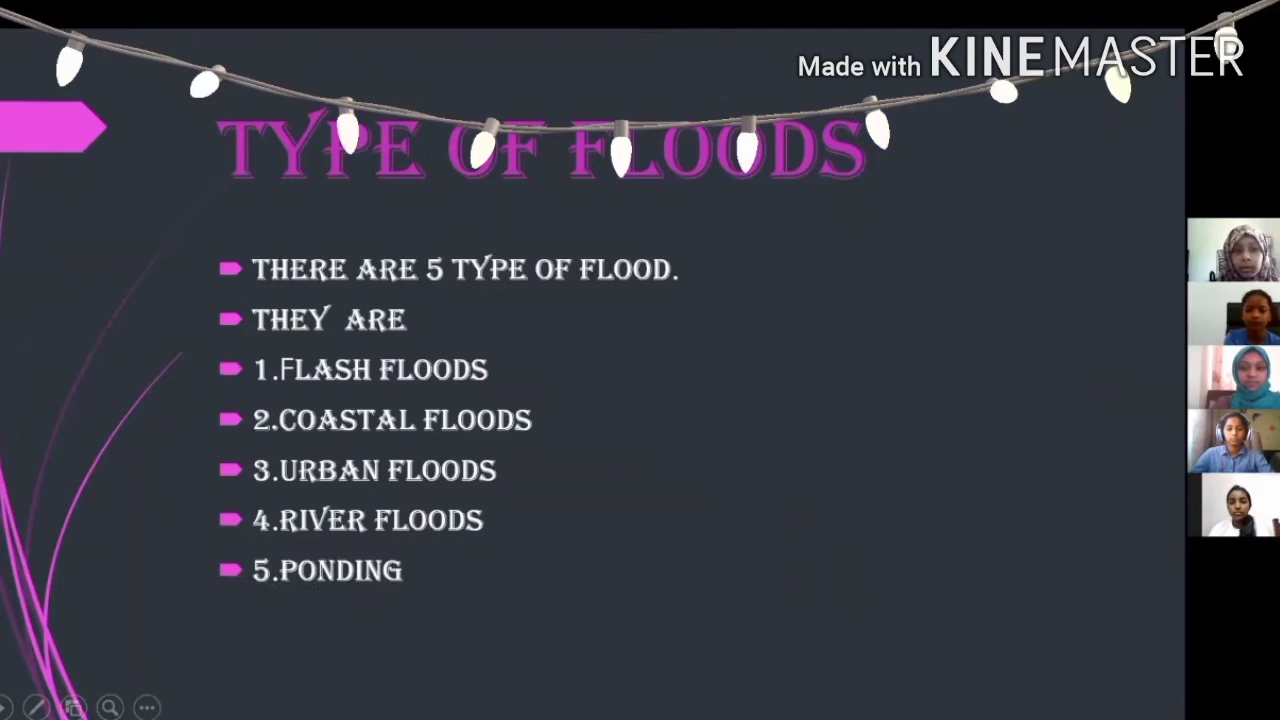 Made with KINEMASTER
TYPE OF FLOODS
THERE ARE 5 TYPE OF FLOOD.
THEY ARE
1.FLASH FLOODS
2.COASTAL FLOODS
3.URBAN FLOODS
4.RIVER FLOODS
5.PONDING